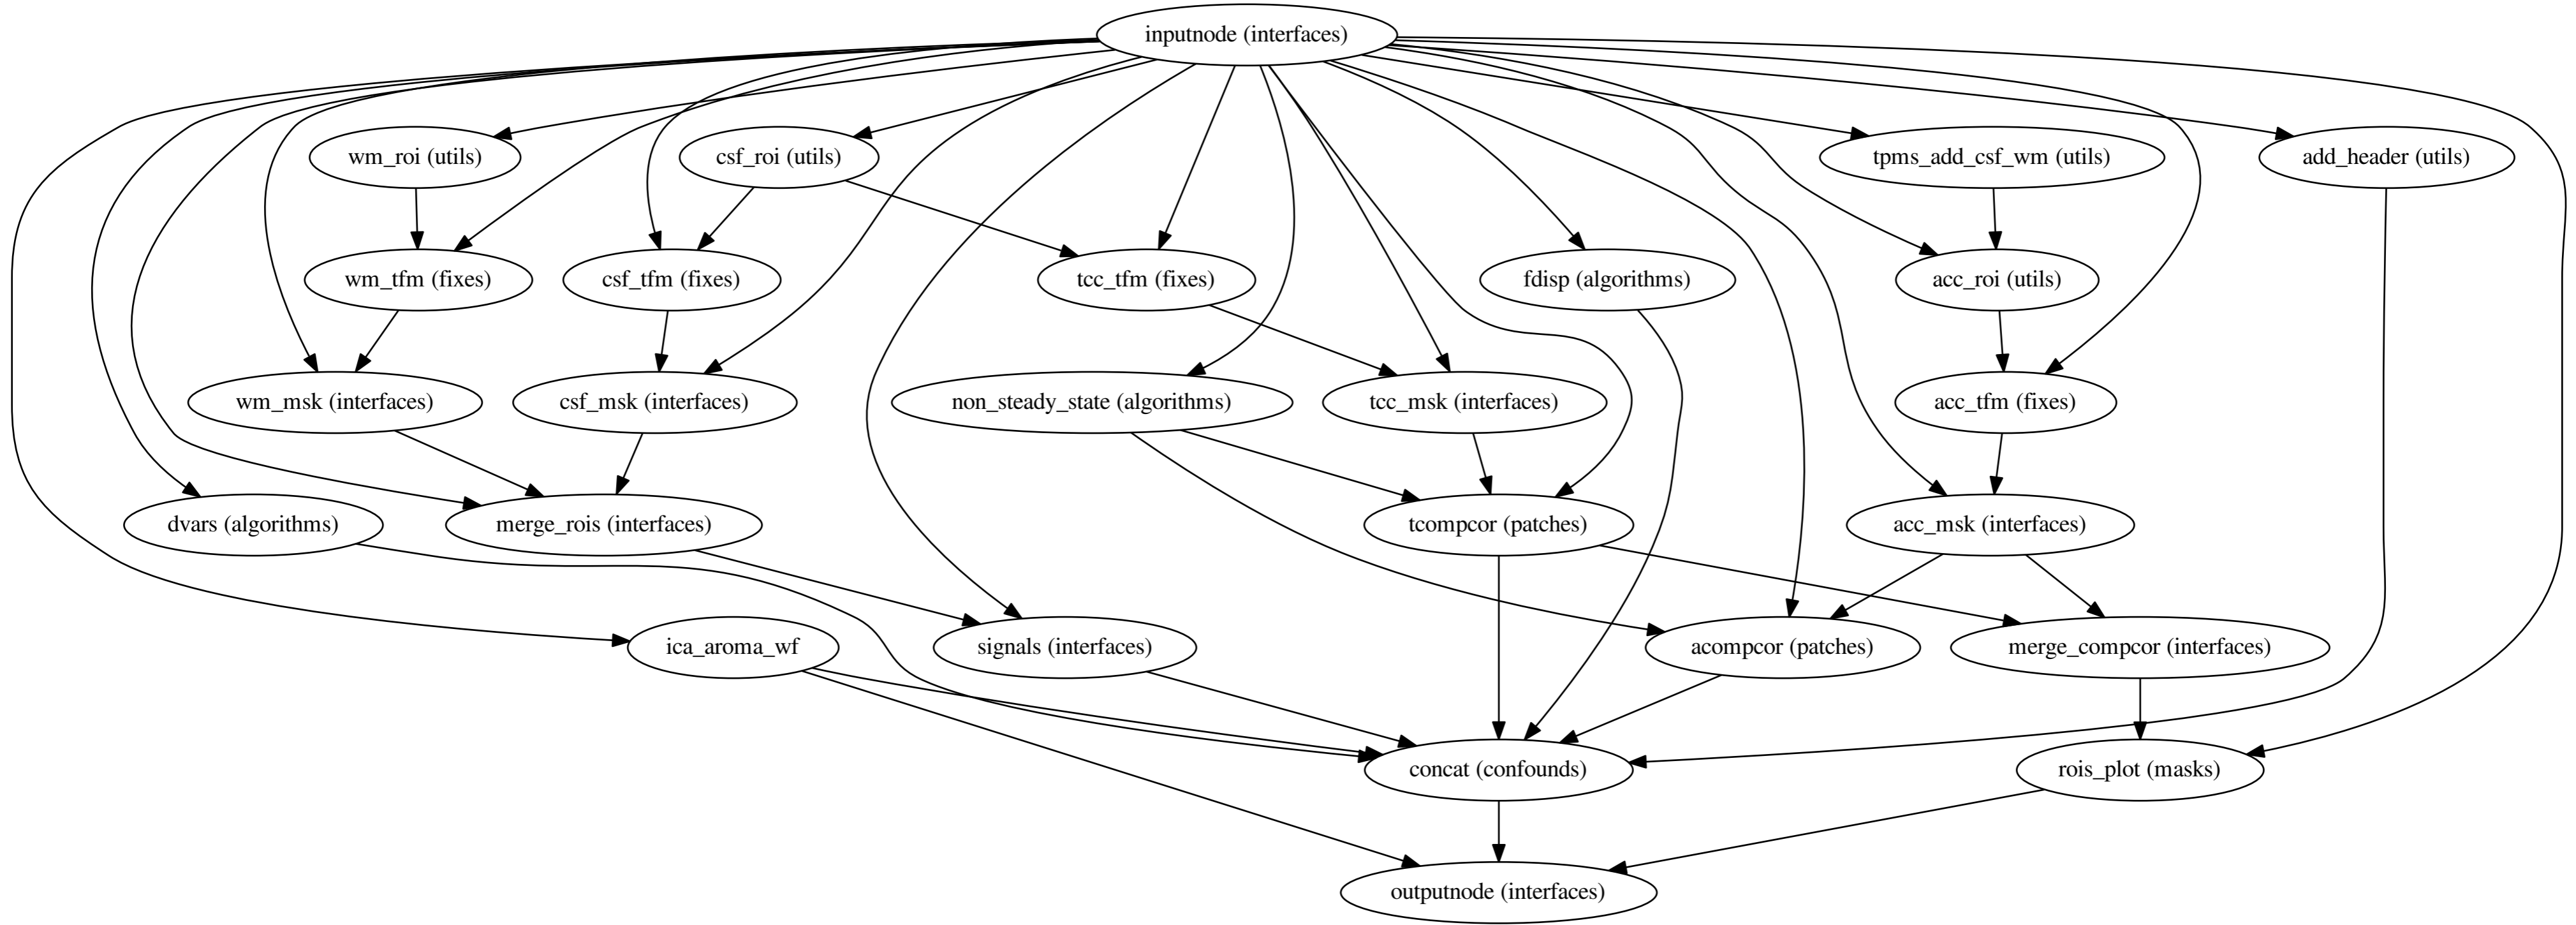 inputnode (interfaces)
wm_roi (utils)
csf_roi (utils)
tpms_add_csf_wm (utils)
add_header (utils)
wm_tfm (fixes)
csf_tfm (fixes)
tcc_tfm (fixes)
fdisp (algorithms)
acc_roi (utils)
wm_msk (interfaces)
csf_msk (interfaces)
non_steady_state (algorithms)
tcc_msk (interfaces)
acc_tfm (fixes)
dvars (algorithms)
merge_rois (interfaces)
tcompcor (patches)
acc_msk (interfaces)
ica_aroma_wf
signals (interfaces)
acompcor (patches)
merge_compcor (interfaces)
concat (confounds)
rois_plot (masks)
outputnode (interfaces)